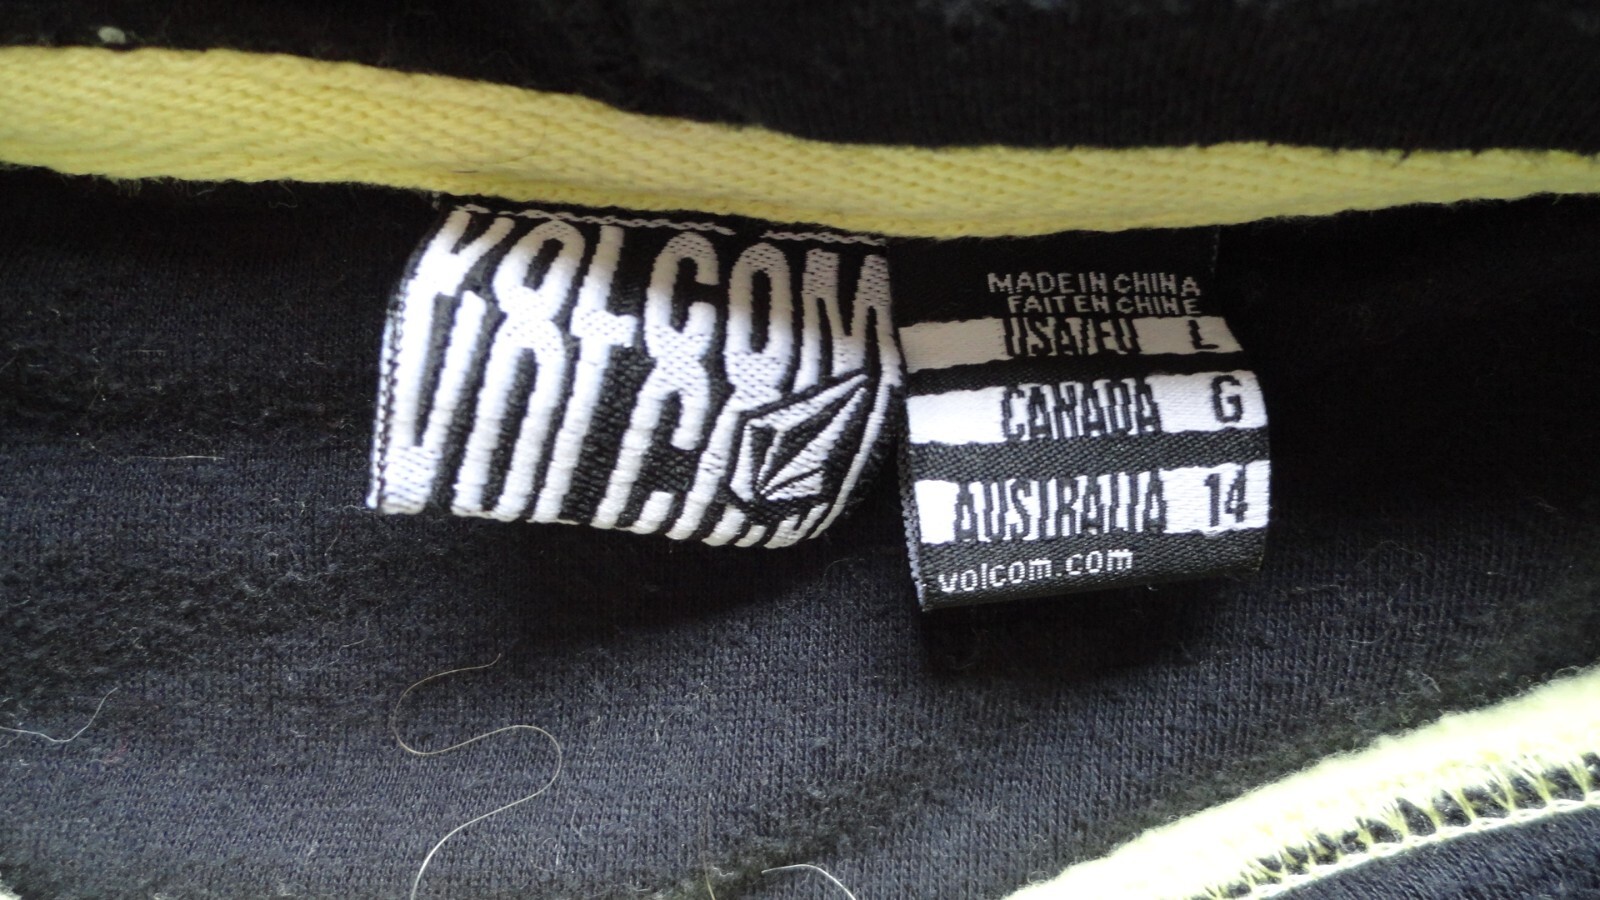 VOLCOM
VOLCOM
MADE IN CHINA
FAIT EN CHINE
USA/EU L
CANADA G
AUSTRALIA 14
volcom.com